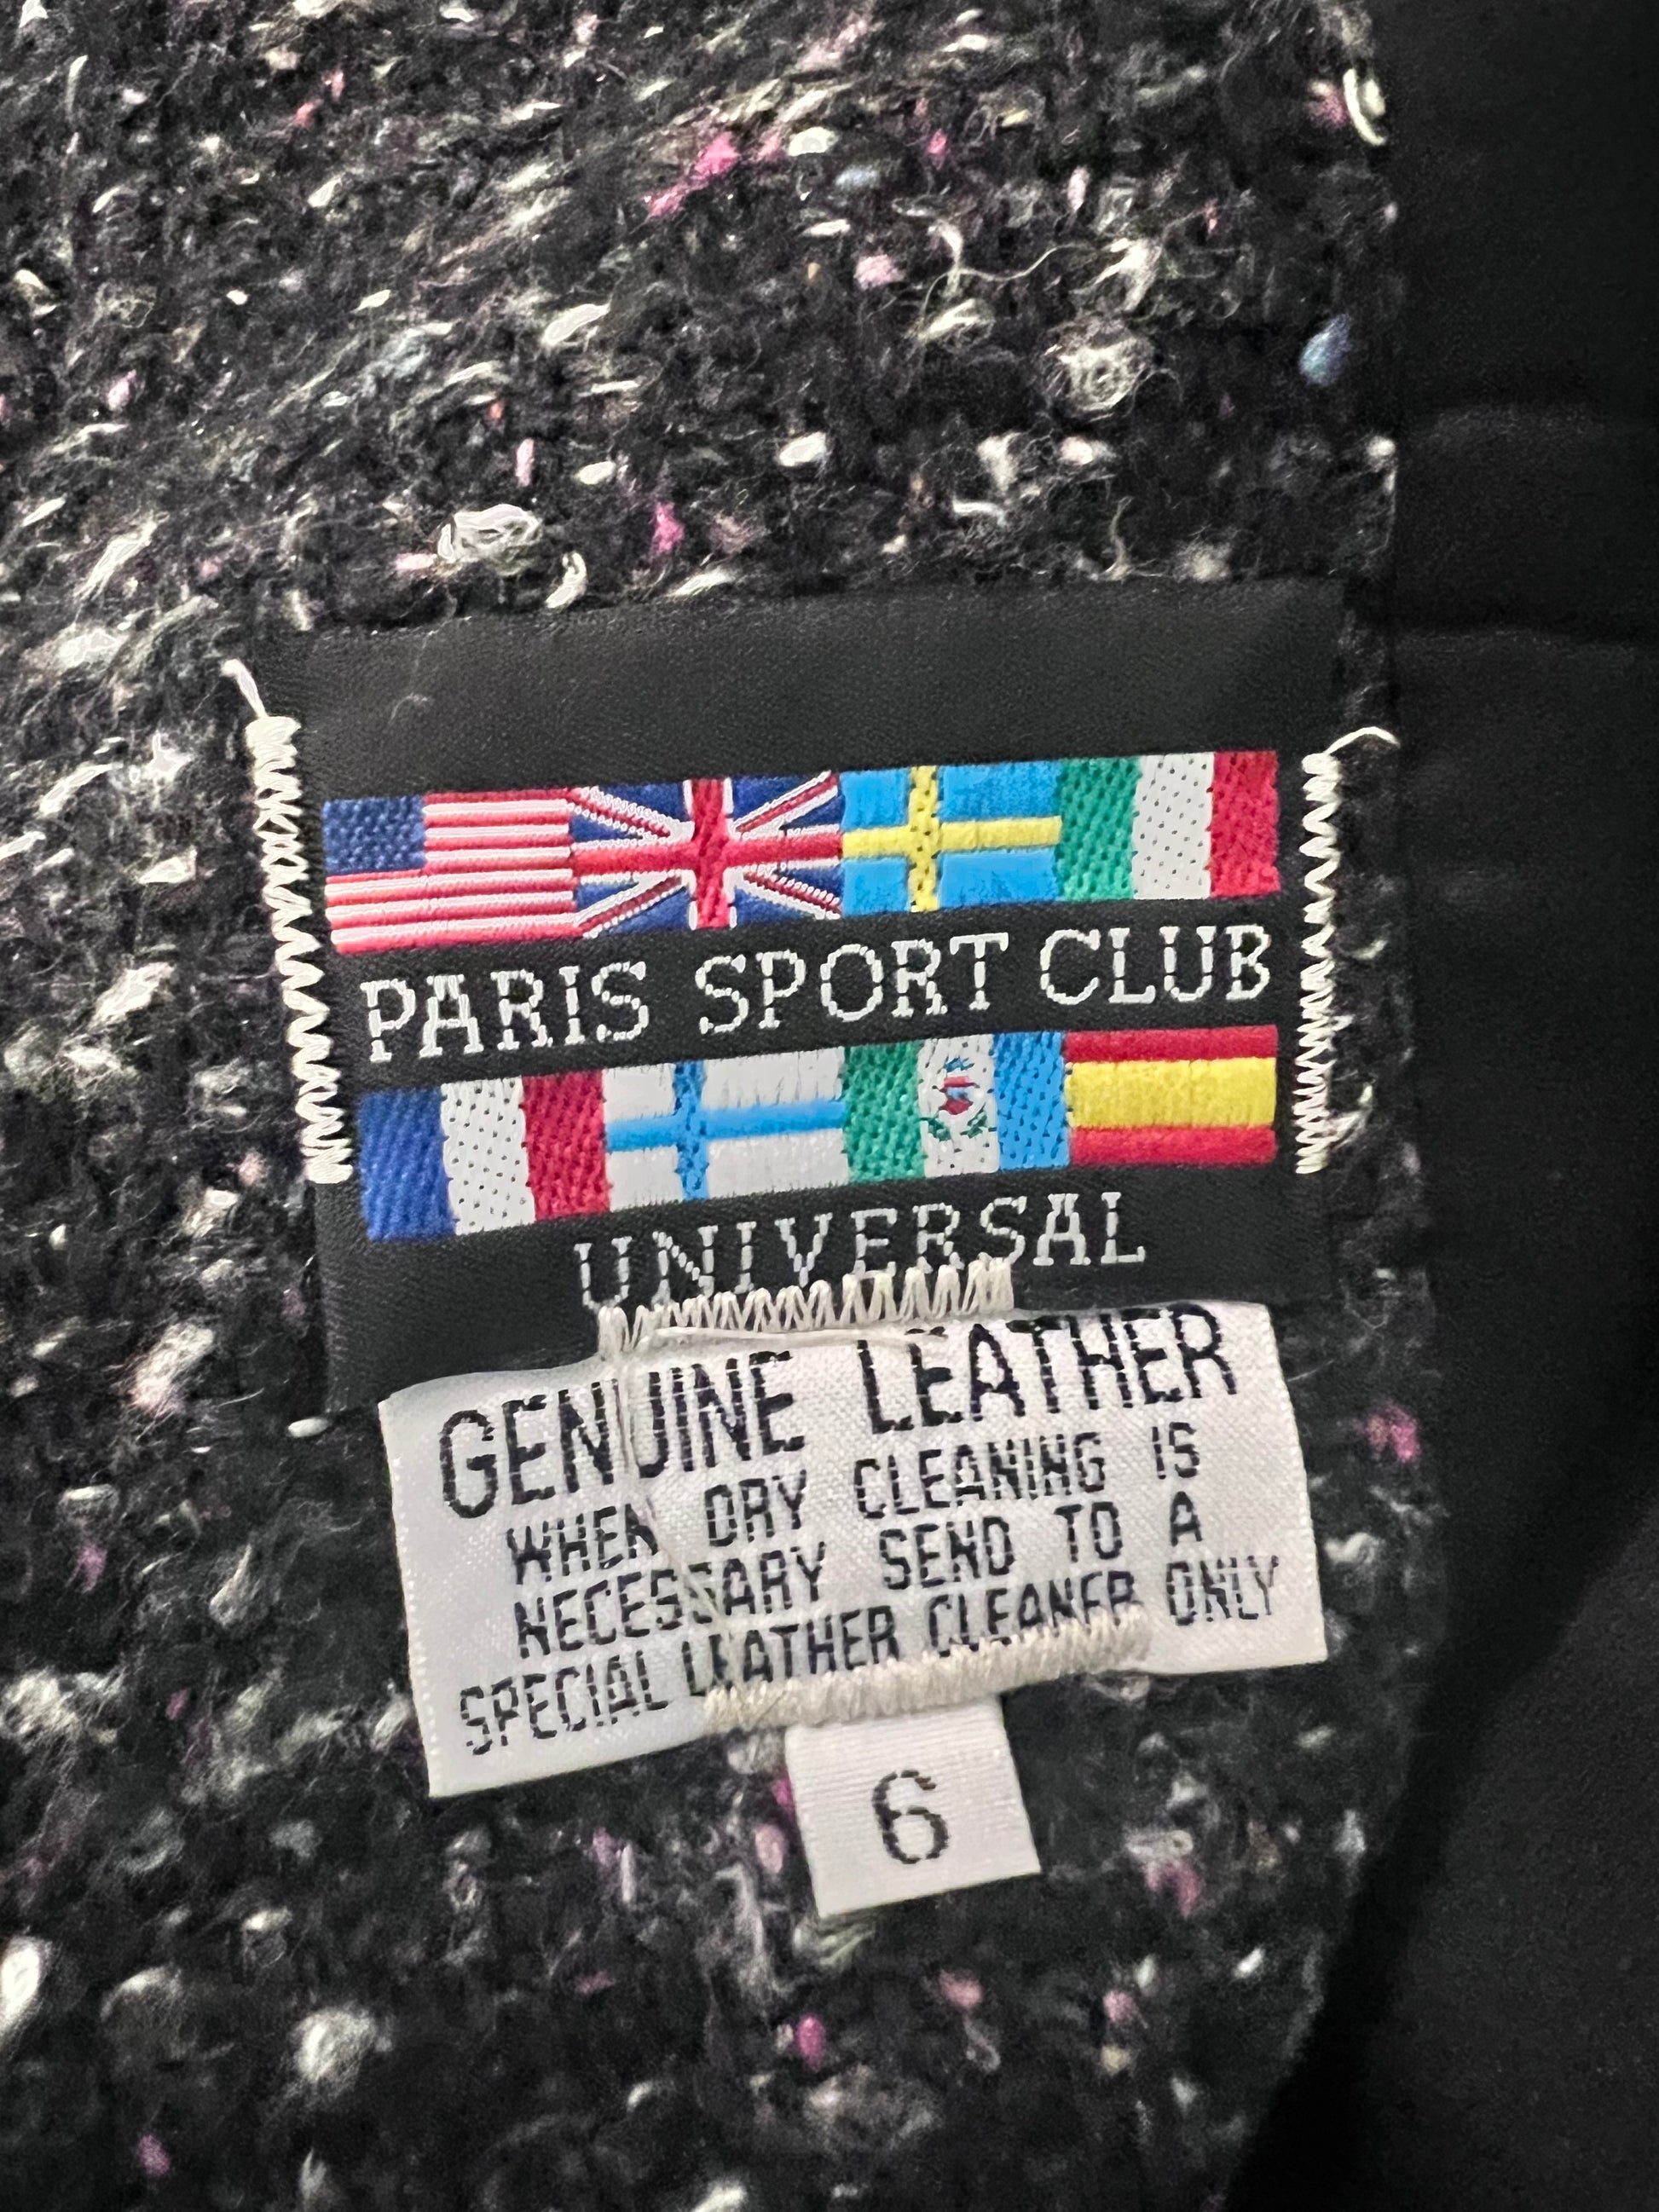 PARIS SPORT CLUB
UNIVERSAL
GENUINE LEATHER
WHEN DRY CLEANING IS
NECESSARY SEND TO A
SPECIAL LEATHER CLEANER ONLY
6